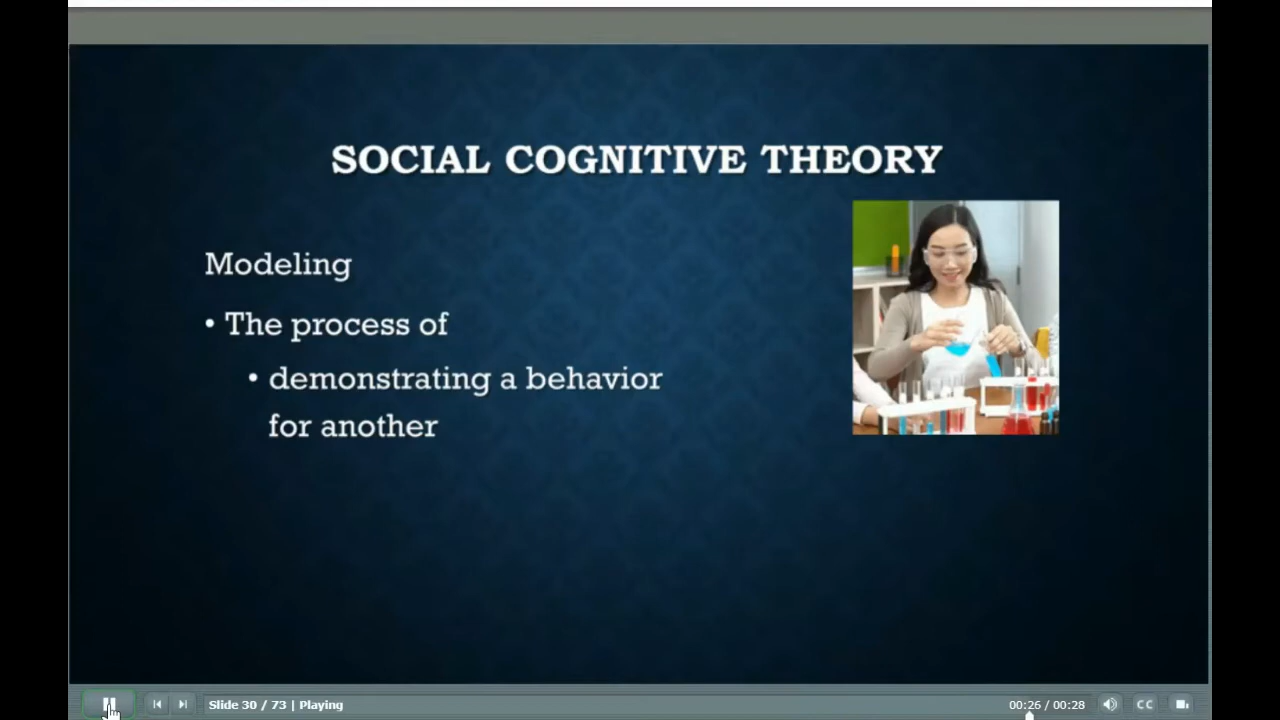 SOCIAL COGNITIVE THEORY
Modeling
• The process of
• demonstrating a behavior
for another
Slide 30 / 73 | Playing
00:26 / 00:28
CC